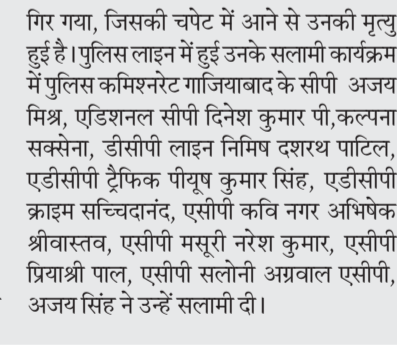 गिर गया, जिसकी चपेट में आने से उनकी मृत्यु
हुई है।पुलिस लाइन में हुई उनके सलामी कार्यक्रम
में पुलिस कमिश्नरेट गाजियाबाद के सीपी अजय
मिश्र, एडिशनल सीपी दिनेश कुमार पी,कल्पना
सक्सेना, डीसीपी लाइन निमिष दशरथ पाटिल,
एडीसीपी ट्रैफिक पीयूष कुमार सिंह, एडीसीपी
क्राइम सच्चिदानंद, एसीपी कवि नगर अभिषेक
श्रीवास्तव, एसीपी मसूरी नरेश कुमार, एसीपी
प्रियाश्री पाल, एसीपी सलोनी अग्रवाल एसीपी,
अजय सिंह ने उन्हें सलामी दी।